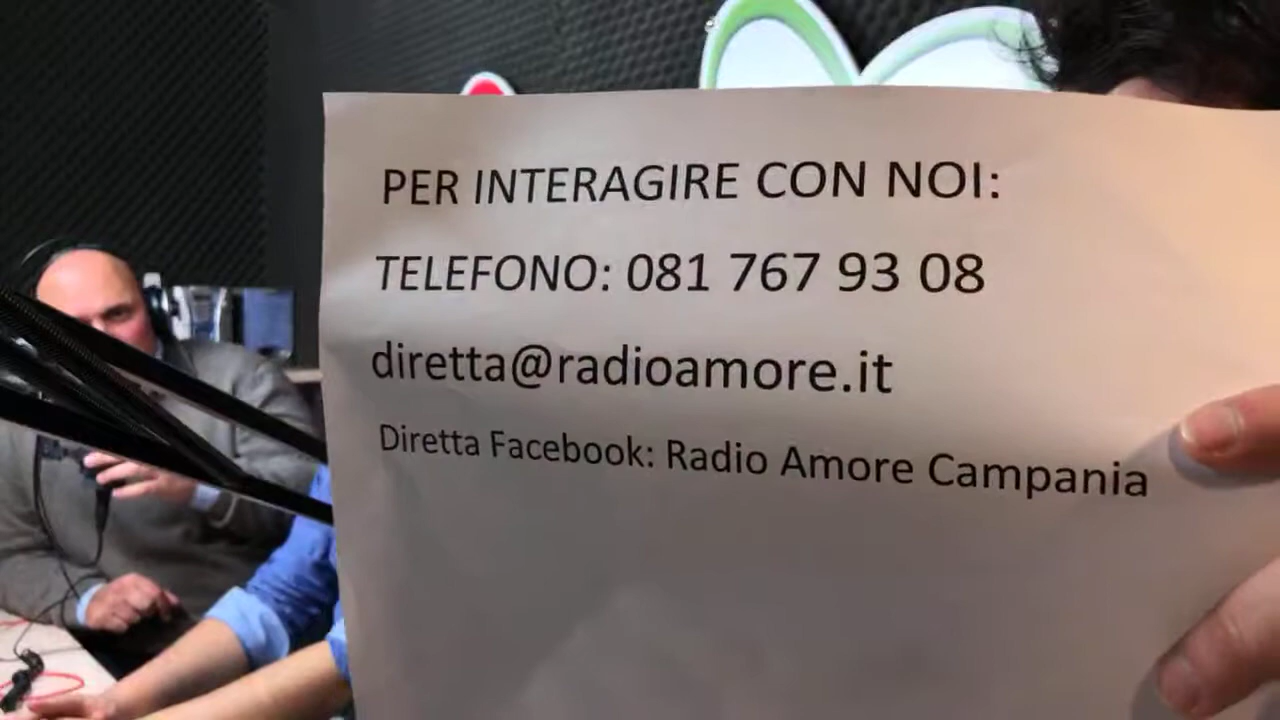 PER INTERAGIRE CON NOI:
TELEFONO: 081 767 93 08
diretta@radioamore.it
Diretta Facebook: Radio Amore Campania